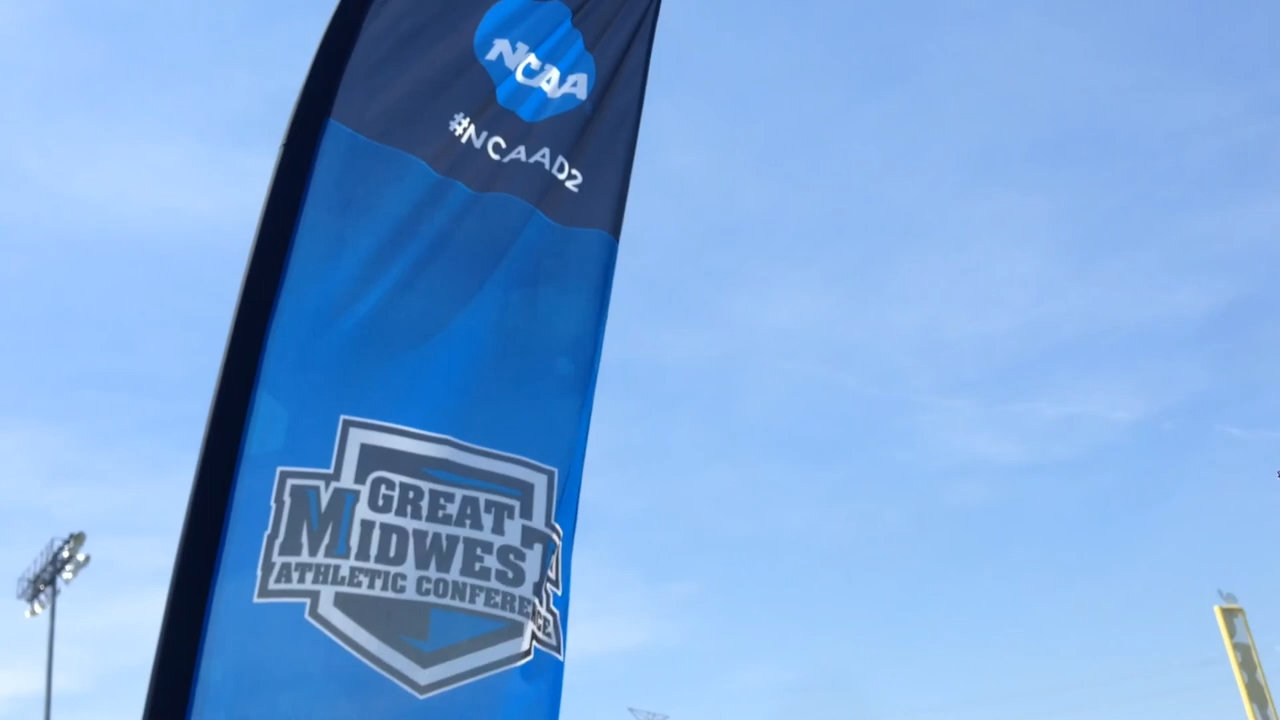 NCAA
#NCAAD2
GREAT
MIDWEST
ATHLETIC CONFERENCE